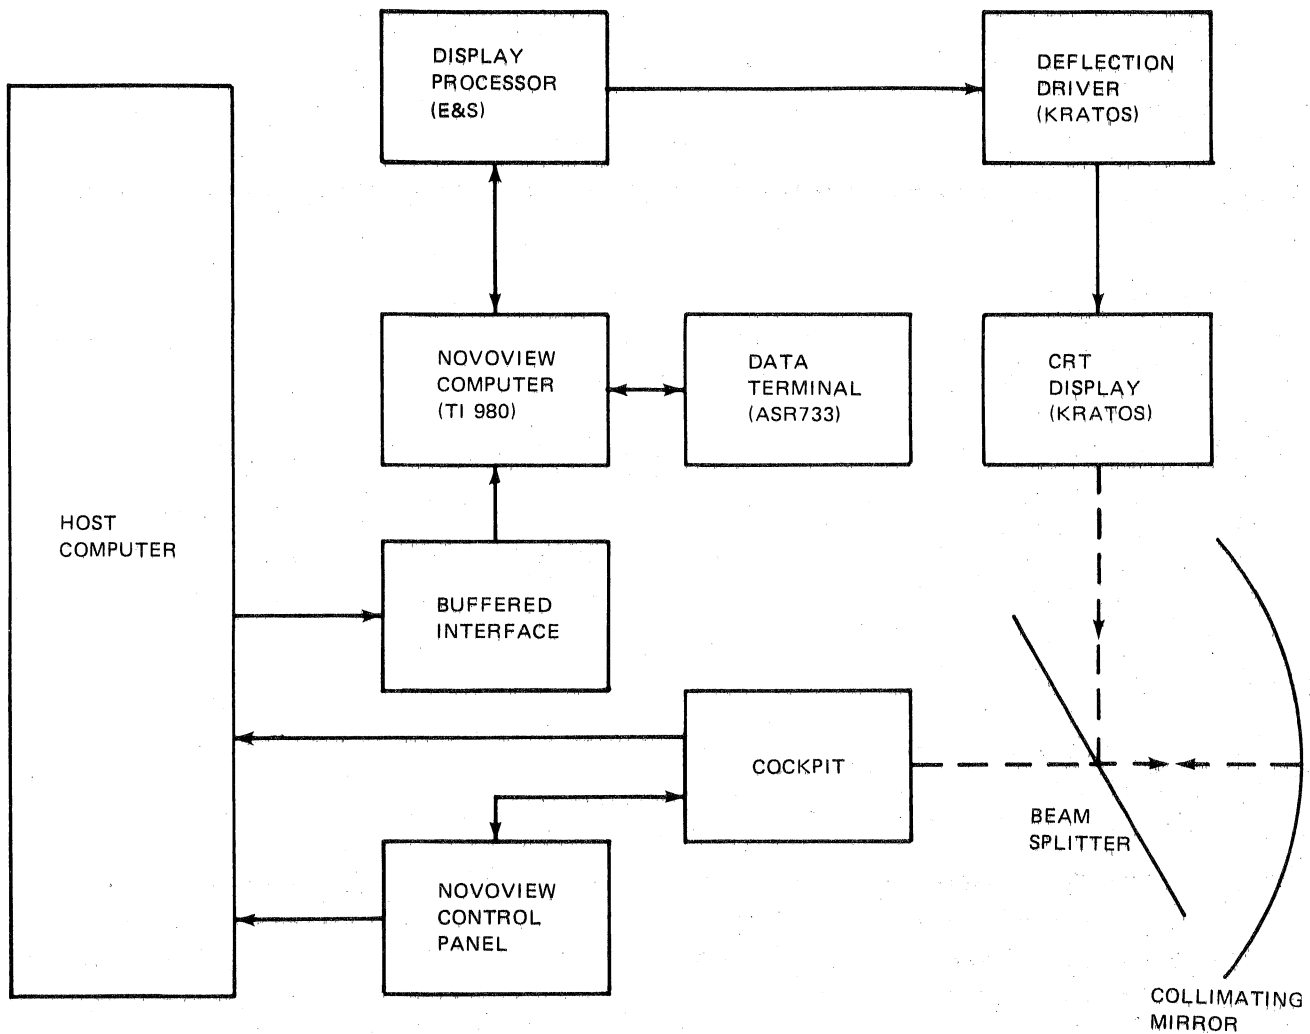 DISPLAY
PROCESSOR
(E&S)
DEFLECTION
DRIVER
(KRATOS)
NOVOVIEW
COMPUTER
(TI 980)
DATA
TERMINAL
(ASR733)
CRT
DISPLAY
(KRATOS)
HOST
COMPUTER
BUFFERED
INTERFACE
COCKPIT
BEAM
SPLITTER
NOVOVIEW
CONTROL
PANEL
COLLIMATING
MIRROR